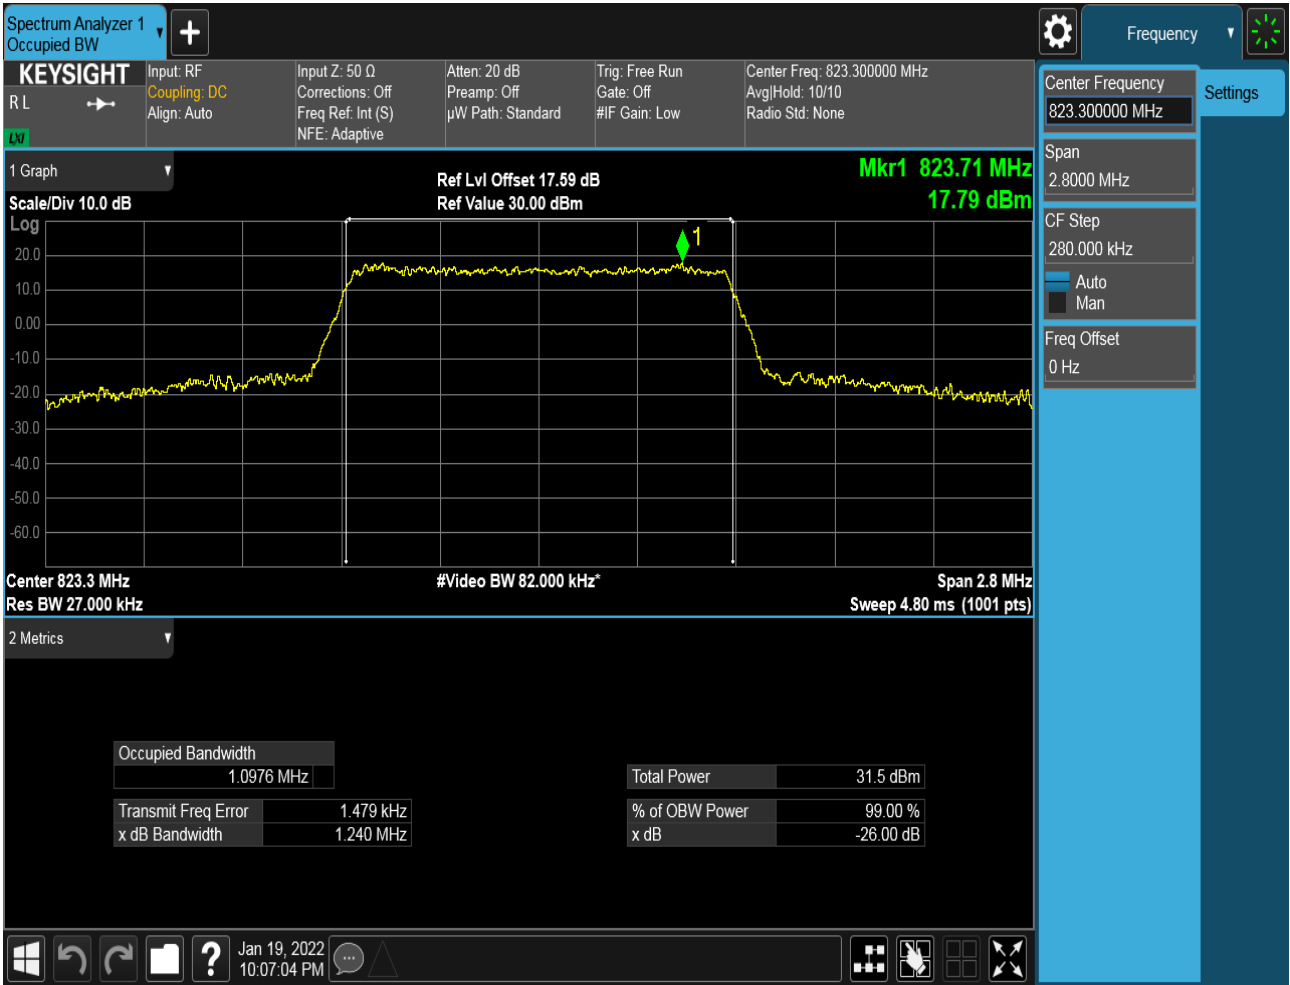 Spectrum Analyzer 1
Occupied BW
+
Frequency
KEYSIGHT
R L
LXI
Input: RF
Coupling: DC
Align: Auto
Input Z: 50 Ω
Corrections: Off
Freq Ref: Int (S)
NFE: Adaptive
Atten: 20 dB
Preamp: Off
µW Path: Standard
Trig: Free Run
Gate: Off
#IF Gain: Low
Center Freq: 823.300000 MHz
Avg|Hold: 10/10
Radio Std: None
Center Frequency
823.300000 MHz
Settings
Span
2.8000 MHz
CF Step
280.000 kHz
Auto
Man
Freq Offset
0 Hz
1 Graph
Scale/Div 10.0 dB
Log
Ref Lvl Offset 17.59 dB
Ref Value 30.00 dBm
Mkr1 823.71 MHz
17.79 dBm
1
20.0
10.0
0.00
-10.0
-20.0
-30.0
-40.0
-50.0
-60.0
Center 823.3 MHz
#Video BW 82.000 kHz*
Span 2.8 MHz
Res BW 27.000 kHz
Sweep 4.80 ms (1001 pts)
2 Metrics
Occupied Bandwidth
1.0976 MHz
Total Power 31.5 dBm
Transmit Freq Error 1.479 kHz
% of OBW Power 99.00 %
x dB Bandwidth 1.240 MHz
x dB -26.00 dB
?
Jan 19, 2022
10:07:04 PM